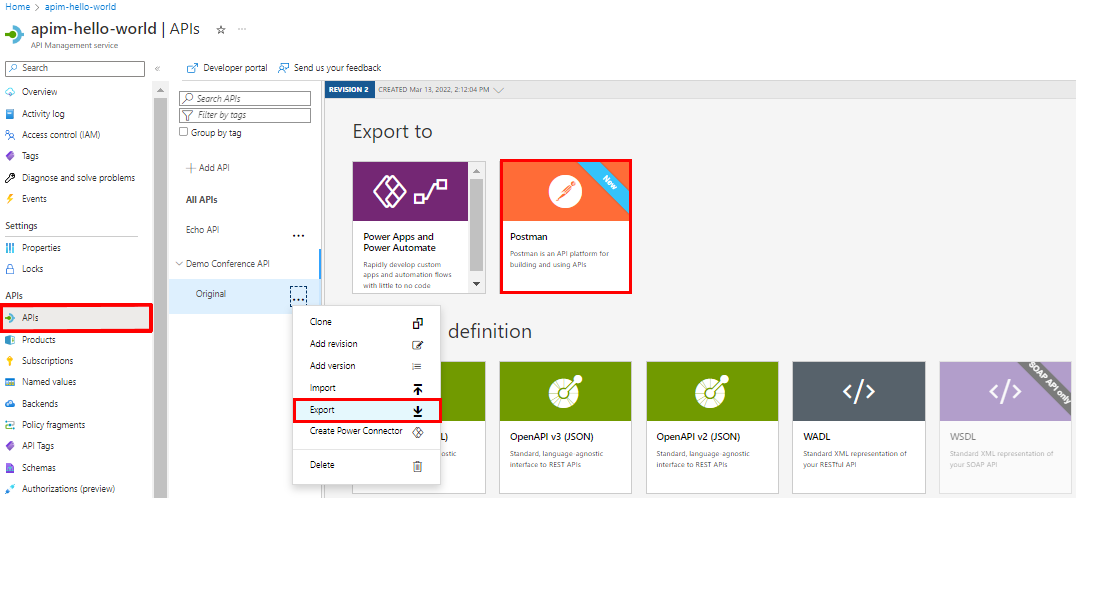 Home > apim-hello-world
apim-hello-world | APIs
API Management service
Search
Overview
Activity log
Access control (IAM)
Tags
Diagnose and solve problems
Events
Settings
Properties
Locks
APIs
APIs
Products
Subscriptions
Named values
Backends
Policy fragments
API Tags
Schemas
Authorizations (preview)
Developer portal
Send us your feedback
Search APIs
Filter by tags
Group by tag
Add API
All APIs
Echo API
Demo Conference API
Original
Clone
Add revision
Add version
Import
Export
Create Power Connector
Delete
REVISION 2
CREATED Mar 13, 2022, 2:12:04 PM
Export to
Power Apps and
Power Automate
Rapidly develop custom
apps and automation flows
with little to no code
New
Postman
Postman is an API platform for
building and using APIs
definition
L)
ostic
OpenAPI v3 (JSON)
Standard, language-agnostic
interface to REST APIs
OpenAPI v2 (JSON)
Standard, language-agnostic
interface to REST APIs
WADL
Standard XML representation of
your RESTful API
SOAP API only
WSDL
Standard XML representation of
your SOAP API